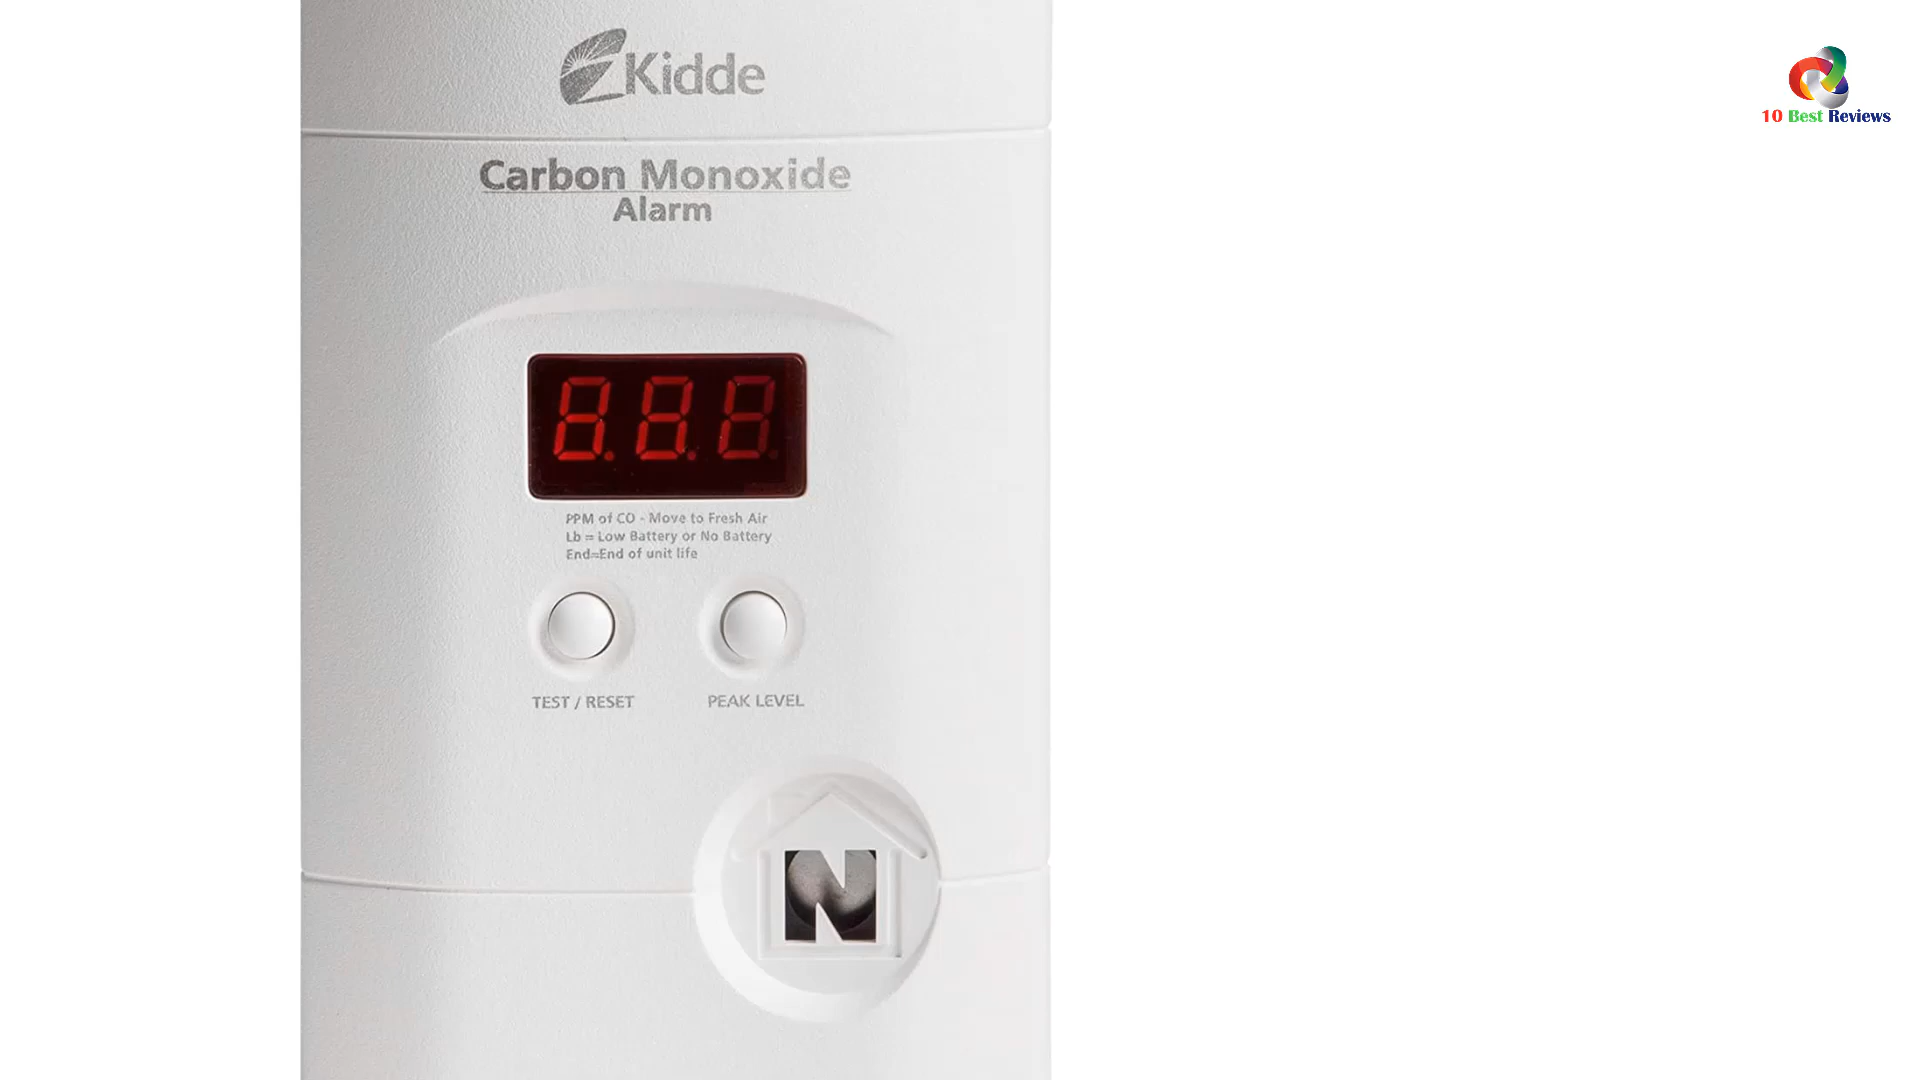 Kidde
10 Best Reviews
Carbon Monoxide
Alarm
8.8.8.
PPM of CO - Move to Fresh Air
Lb = Low Battery or No Battery
End=End of unit life
TEST / RESET
PEAK LEVEL
N